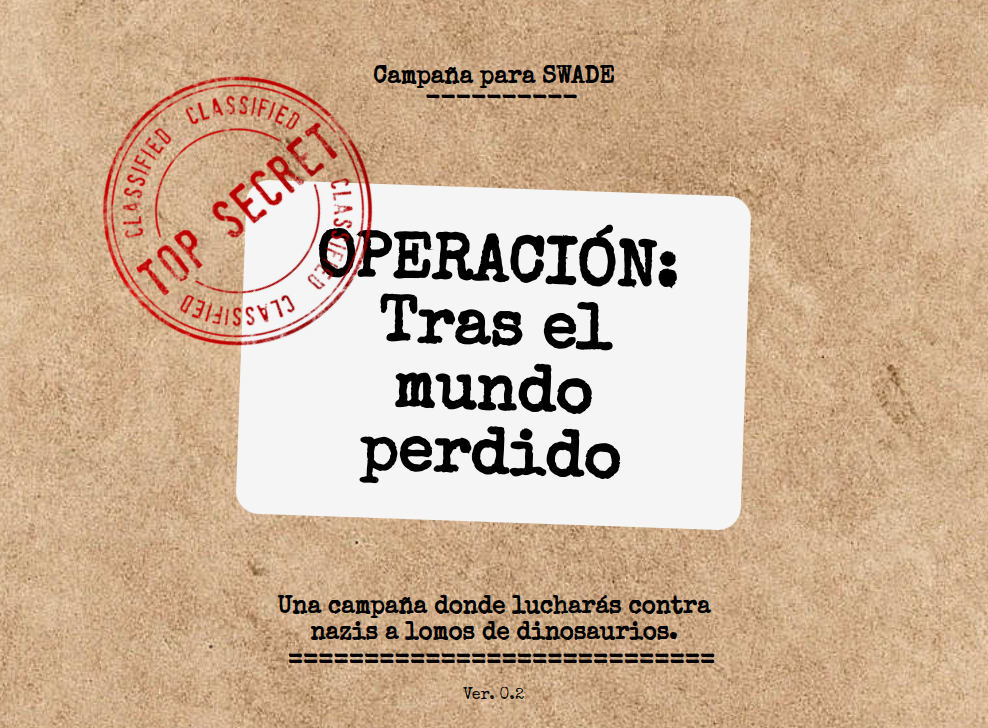 Campaña para SWADE
----------
CLASSIFIED CLASSIFIED CLASSIFIED CLASSIFIED
TOP SECRET
OPERACIÓN:
Tras el
mundo
perdido
Una campaña donde lucharás contra
nazis a lomos de dinosaurios.
============================
Ver. 0.2